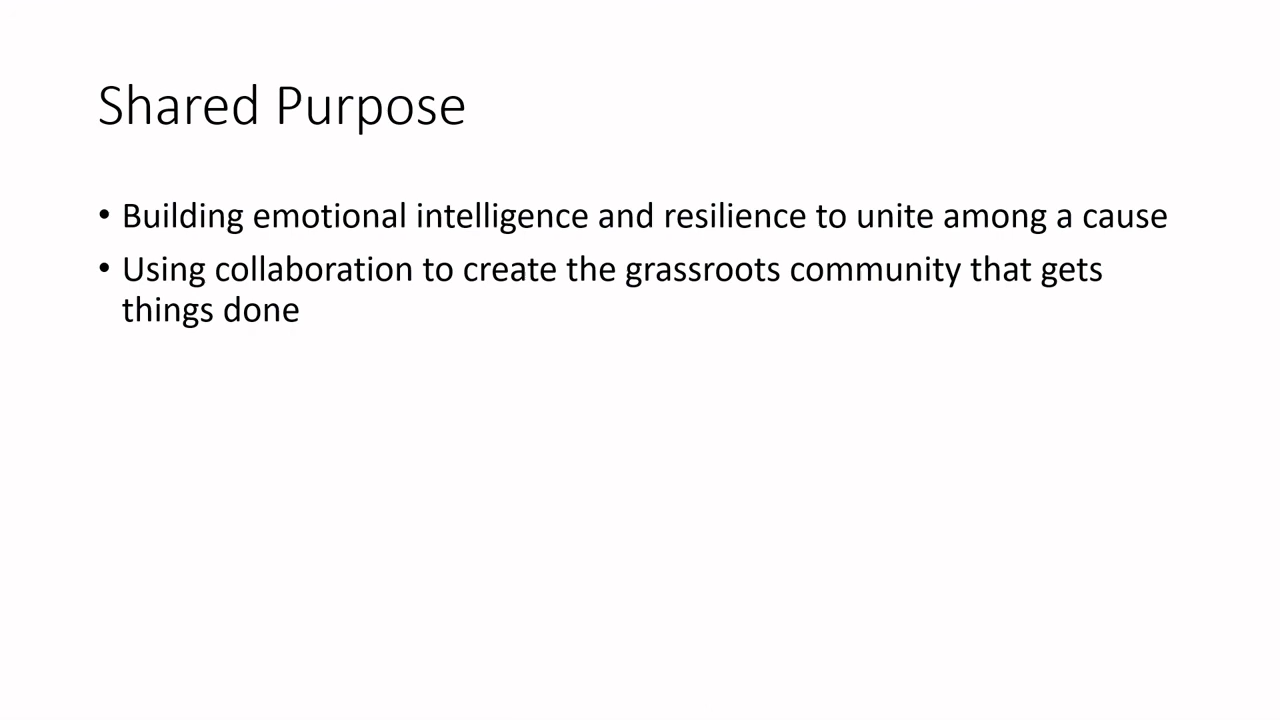 Shared Purpose
• Building emotional intelligence and resilience to unite among a cause
• Using collaboration to create the grassroots community that gets
things done